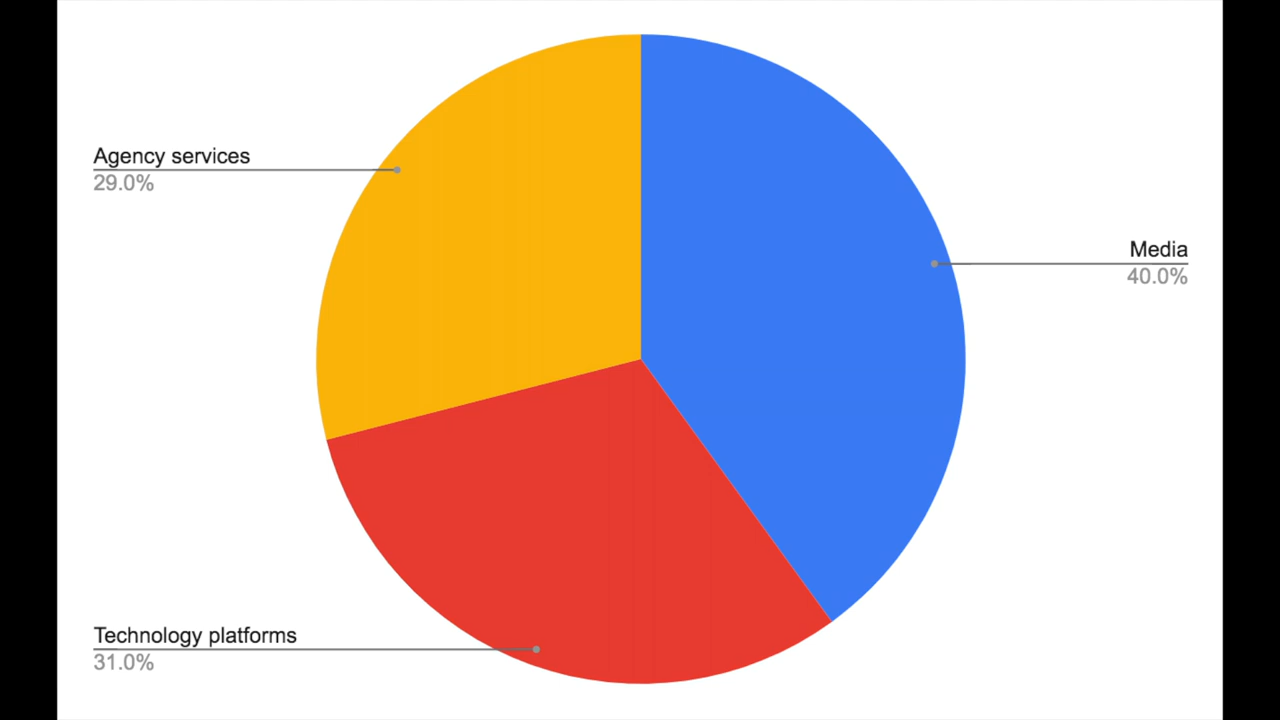 Agency services
29.0%
Media
40.0%
Technology platforms
31.0%